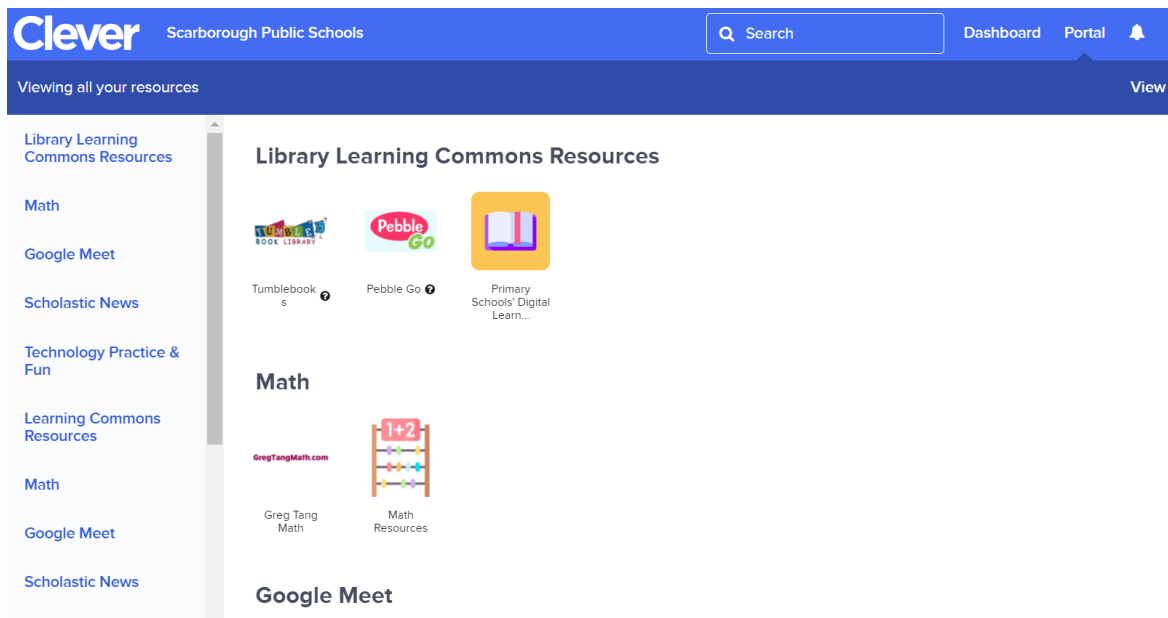 Clever
Scarborough Public Schools
Search
Dashboard
Portal
Viewing all your resources
View
Library Learning
Commons Resources
Math
Google Meet
Scholastic News
Technology Practice &
Fun
Learning Commons
Resources
Math
Google Meet
Scholastic News
Library Learning Commons Resources
TUMBLE
BOOK LIBRARY
Pebble
GO
Tumblebook
s
?
Pebble Go ?
Primary
Schools' Digital
Learn...
Math
GregTangMath.com
1+2
Greg Tang
Math
Math
Resources
Google Meet